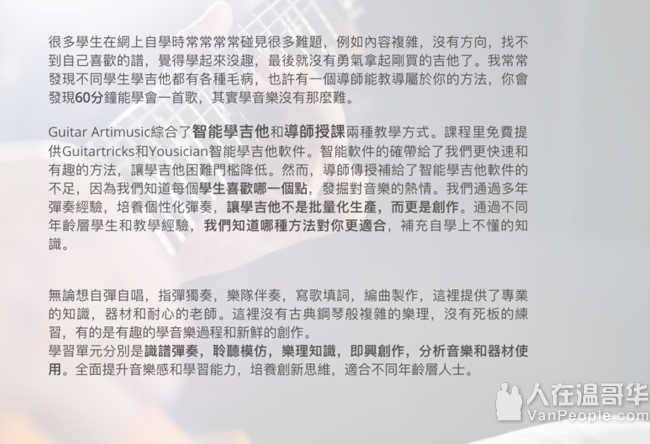 很多學生在網上自學時常常常常碰見很多難題，例如內容複雜，沒有方向，找不
到自己喜歡的譜，覺得學起來沒趣，最後就沒有勇氣拿起剛買的吉他了。我常常
發現不同學生學吉他都有各種毛病，也許有一個導師能教導屬於你的方法，你會
發現60分鐘能學會一首歌，其實學音樂沒有那麼難。
Guitar Artimusic綜合了智能學吉他和導師授課兩種教學方式。課程里免費提
供Guitartricks和Yousician智能學吉他軟件。智能軟件的確帶給了我們更快速和
有趣的方法，讓學吉他困難門檻降低。然而，導師傳授補給了智能學吉他軟件的
不足，因為我們知道每個學生喜歡哪一個點，發掘對音樂的熱情。我們通過多年
彈奏經驗，培養個性化彈奏，讓學吉他不是批量化生產，而更是創作。通過不同
年齡層學生和教學經驗，我們知道哪種方法對你更適合，補充自學上不懂的知
識。
無論想自彈自唱，指彈獨奏，樂隊伴奏，寫歌填詞，編曲製作，這裡提供了專業
的知識，器材和耐心的老師。這裡沒有古典鋼琴般複雜的樂理，沒有死板的練
習，有的是有趣的學音樂過程和新鮮的創作。
學習單元分別是識譜彈奏，聆聽模仿，樂理知識，即興創作，分析音樂和器材使
用。全面提升音樂感和學習能力，培養創新思維，適合不同年齡層人士。
人在温哥华
VanPeople.com